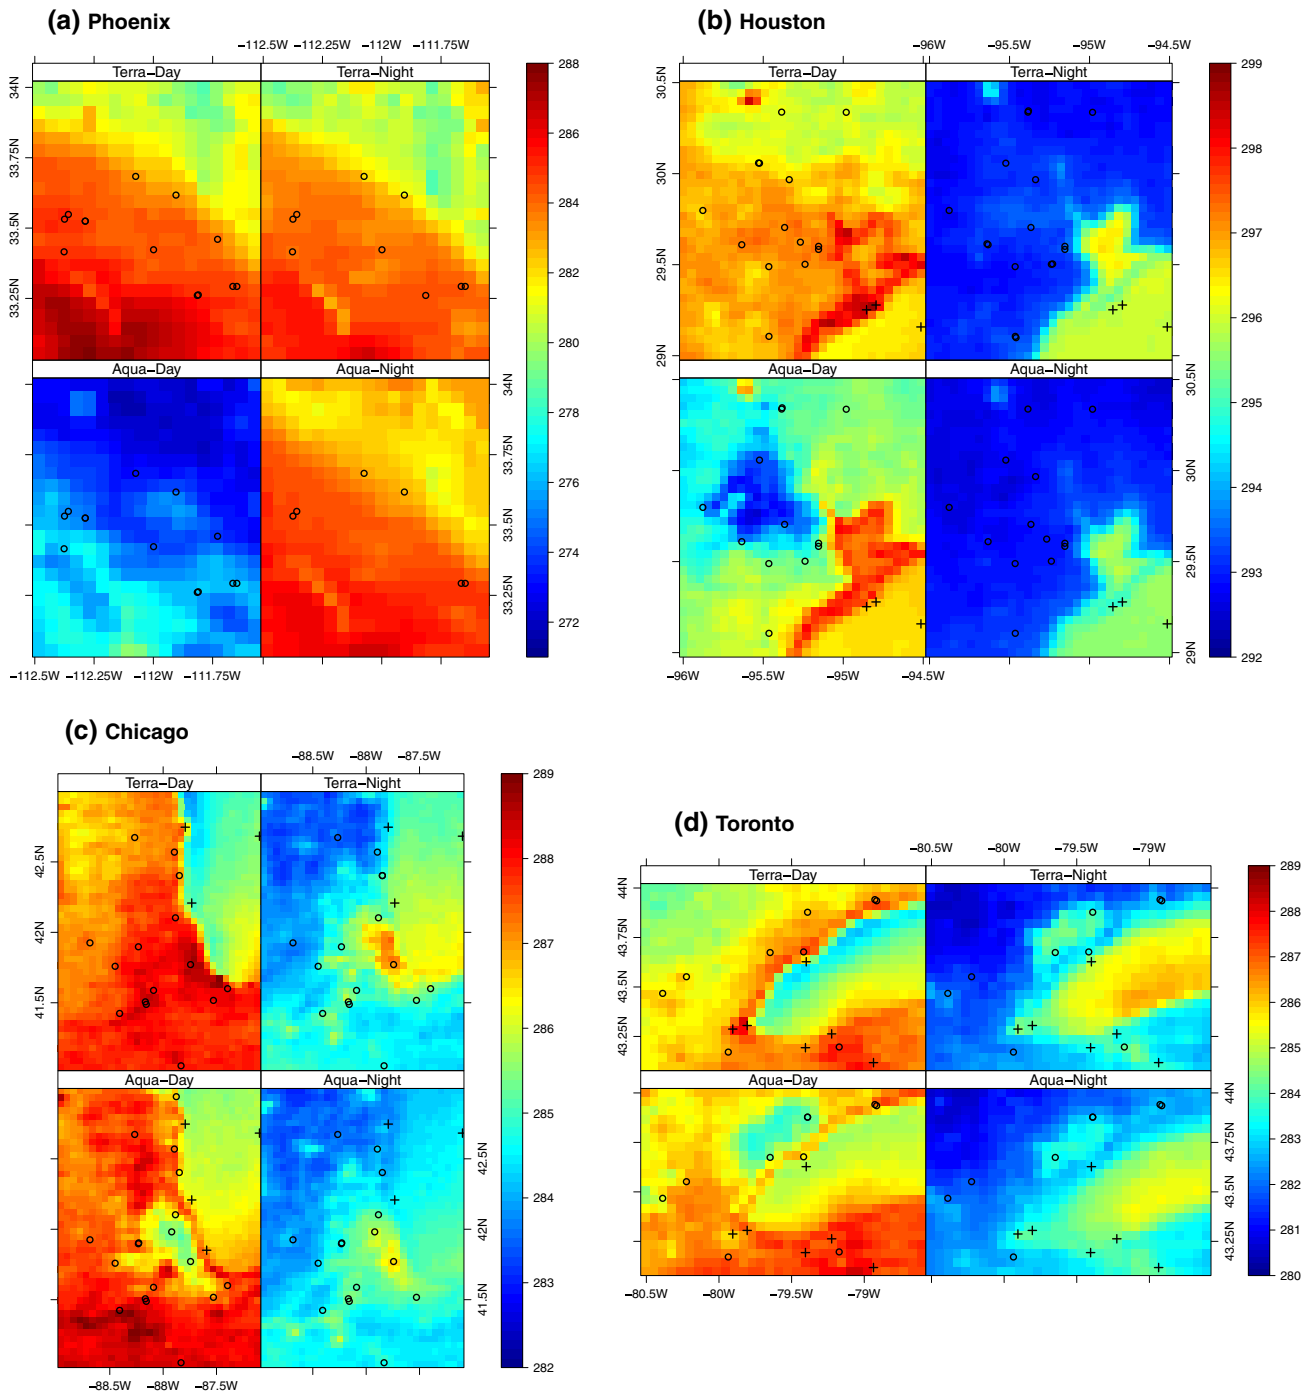 (a) Phoenix
−112.5W −112.25W −112W −111.75W
Terra−Day Terra−Night
34N
33.75N
33.5N
33.25N
Aqua−Day Aqua−Night
34N
33.75N
33.5N
33.25N
−112.5W −112.25W −112W −111.75W
288
286
284
282
280
278
276
274
272
(b) Houston
−96W −95.5W −95W −94.5W
Terra−Day Terra−Night
30.5N
30N
29.5N
29N
Aqua−Day Aqua−Night
30.5N
30N
29.5N
29N
−96W −95.5W −95W −94.5W
299
298
297
296
295
294
293
292
(c) Chicago
−88.5W −88W −87.5W
Terra−Day Terra−Night
42.5N
42N
41.5N
Aqua−Day Aqua−Night
42.5N
42N
41.5N
−88.5W −88W −87.5W
289
288
287
286
285
284
283
282
(d) Toronto
−80.5W −80W −79.5W −79W
Terra−Day Terra−Night
44N
43.75N
43.5N
43.25N
Aqua−Day Aqua−Night
44N
43.75N
43.5N
43.25N
−80.5W −80W −79.5W −79W
289
288
287
286
285
284
283
282
281
280